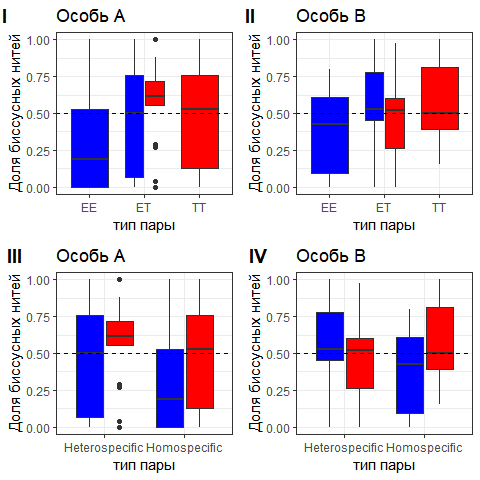 I Особь A
Доля биссусных нитей
1.00
0.75
0.50
0.25
0.00
EE ET TT
тип пары
II Особь B
Доля биссусных нитей
1.00
0.75
0.50
0.25
0.00
EE ET TT
тип пары
III Особь A
Доля биссусных нитей
1.00
0.75
0.50
0.25
0.00
Heterospecific Homospecific
тип пары
IV Особь B
Доля биссусных нитей
1.00
0.75
0.50
0.25
0.00
Heterospecific Homospecific
тип пары